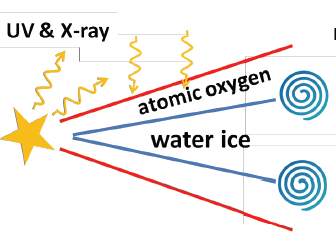 UV & X-ray
atomic oxygen
water ice